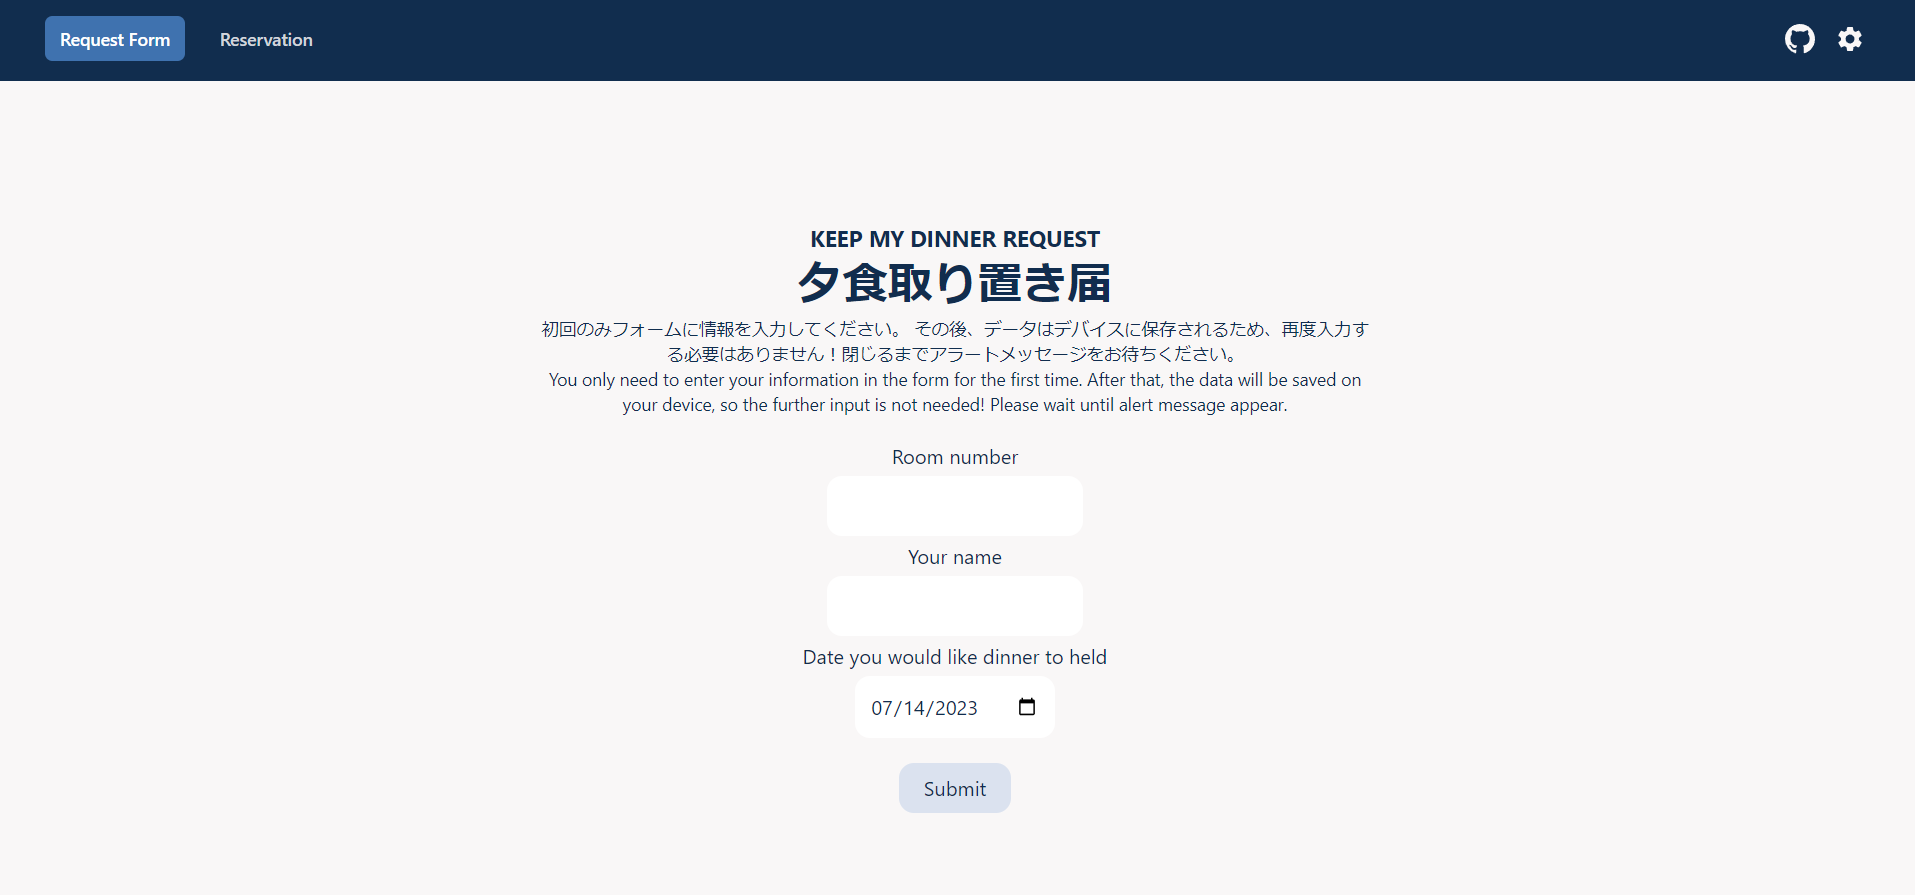 Request Form
Reservation
KEEP MY DINNER REQUEST
夕食取り置き届
初回のみフォームに情報を入力してください。 その後、データはデバイスに保存されるため、再度入力す
る必要はありません！閉じるまでアラートメッセージをお待ちください。
You only need to enter your information in the form for the first time. After that, the data will be saved on
your device, so the further input is not needed! Please wait until alert message appear.
Room number
Your name
Date you would like dinner to held
07/14/2023
Submit